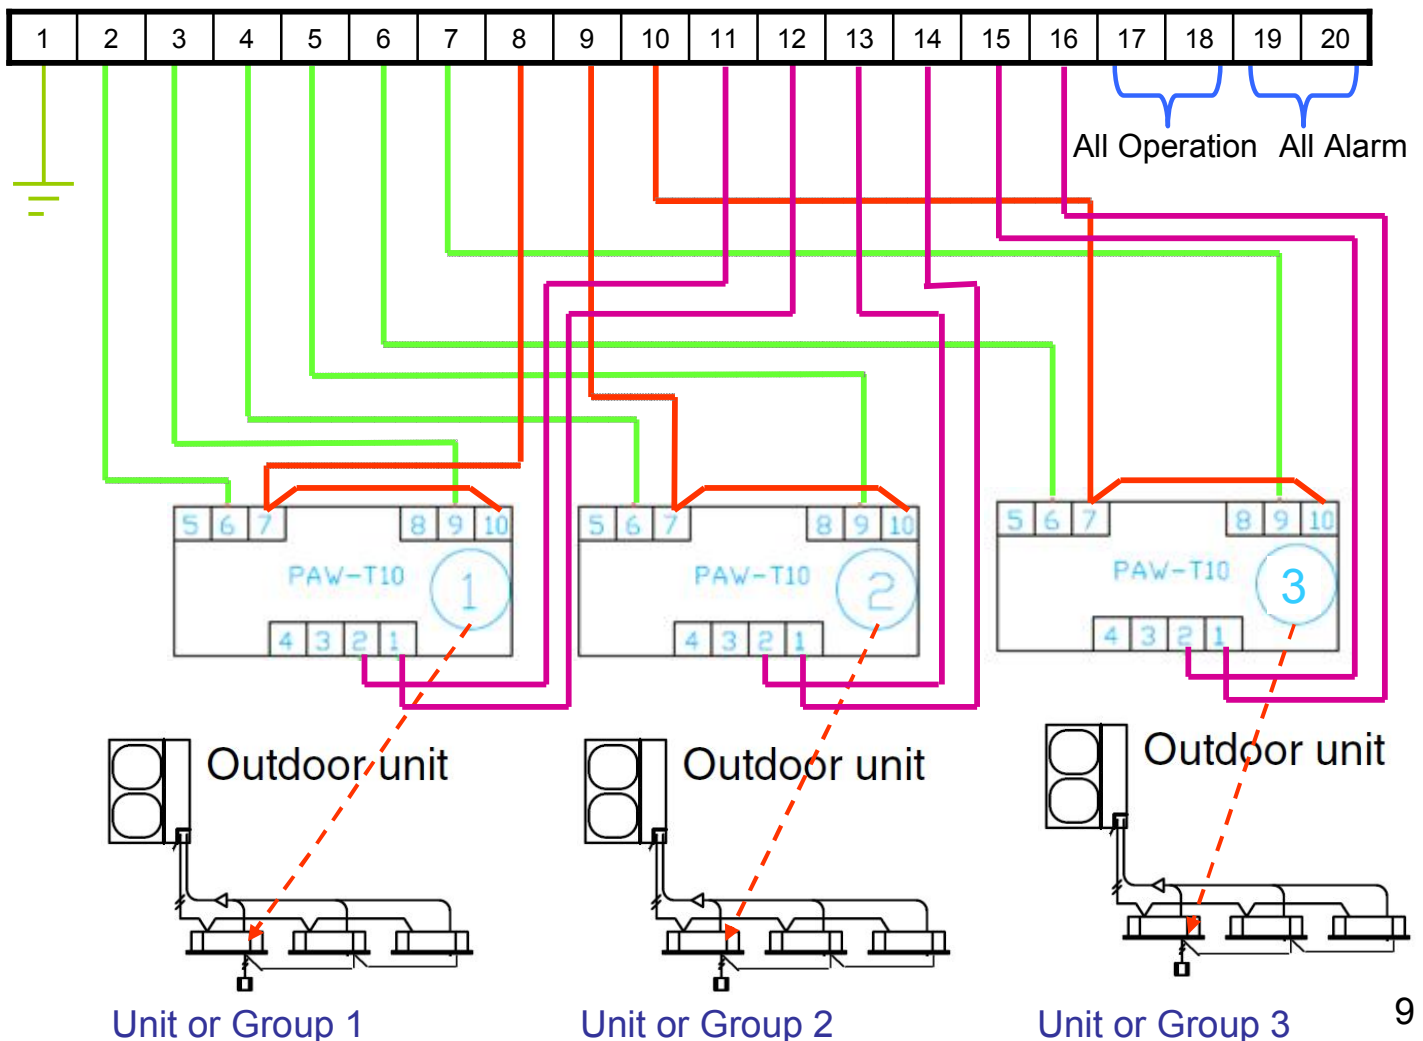 1 2 3 4 5 6 7 8 9 10 11 12 13 14 15 16 17 18 19 20
All Operation All Alarm
5 6 7 8 9 10
PAW-T10 1
4 3 2 1
5 6 7 8 9 10
PAW-T10 2
4 3 2 1
5 6 7 8 9 10
PAW-T10 3
4 3 2 1
Outdoor unit
Outdoor unit
Outdoor unit
Unit or Group 1
Unit or Group 2
Unit or Group 3
9